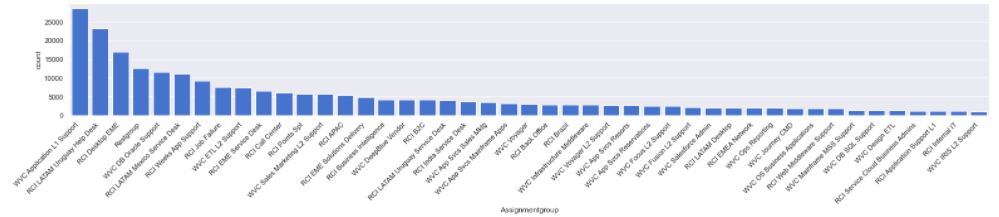 25000
20000
15000
10000
5000
0
count
WVC Application L1 Support
RCI LATAM Uruguay Help Desk
RCI Desktop EME
Resgroup
WVC DB Oracle Support
RCI LATAM Mexico Service Desk
RCI Weeks App Support
RCI Job Failure
WVC ETL L2 Support
RCI EME Service Desk
RCI Call Center
RCI Points Spt
WVC Sales Marketing L2 Support
RCI APAC
RCI EME Solutions Delivery
RCI Business Intelligence
WVC DeepBlue Vendor
RCI B2C
RCI LATAM Uruguay Service Desk
RCI India Service Desk
WVC App Svcs Sales Mktg
WVC App Svcs Mainframe Apps
WVC Voyager
RCI Back Office
RCI Brazil
WVC Infrastructure Middleware
WVC Voyager L2 Support
WVC App Svcs Resorts
WVC App Svcs Reservations
WVC Focus L2 Support
WVC Fusion L2 Support
WVC Salesforce Admin
RCI LATAM Desktop
RCI EMEA Network
WVC Ops Reporting
WVC Journey CMD
WVC OS Business Applications
RCI Web Middleware Support
WVC Mainframe MSS Support
WVC DB SQL Support
WVC Design ETL
RCI Service Cloud Business Admins
RCI Application Support L1
RCI Internal IT
WVC IRIS L2 Support
Assignmentgroup